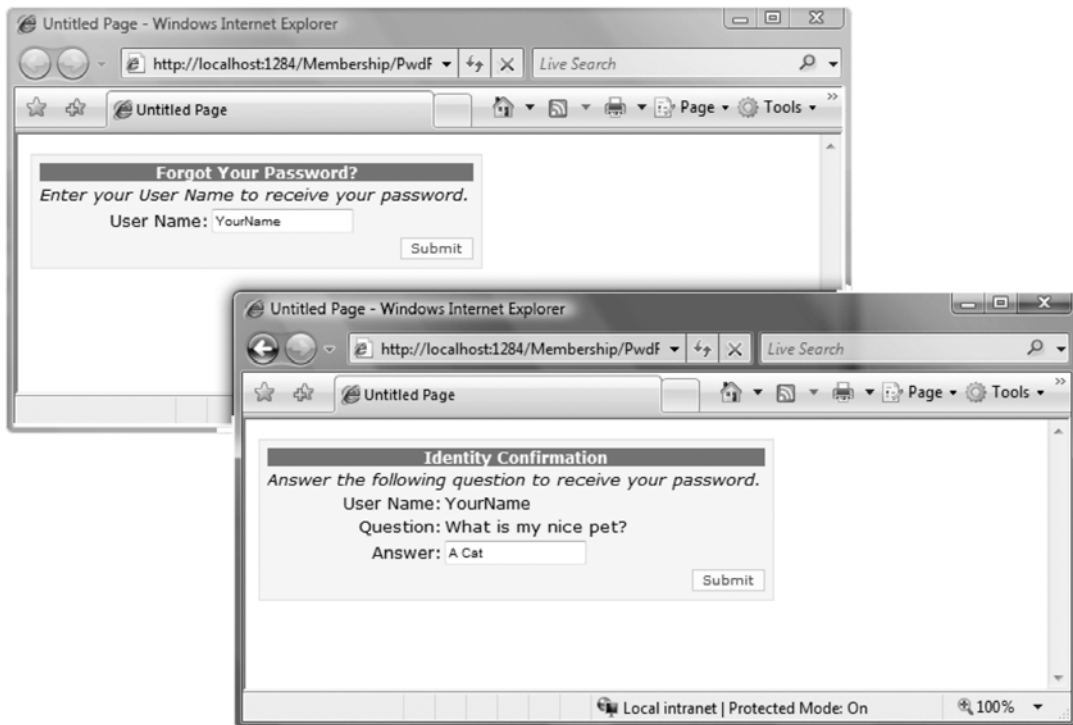 Untitled Page - Windows Internet Explorer
http://localhost:1284/Membership/PwdF
Live Search
Untitled Page
Page
Tools
Forgot Your Password?
Enter your User Name to receive your password.
User Name: YourName
Submit
Untitled Page - Windows Internet Explorer
http://localhost:1284/Membership/PwdF
Live Search
Untitled Page
Page
Tools
Identity Confirmation
Answer the following question to receive your password.
User Name: YourName
Question: What is my nice pet?
Answer: A Cat
Submit
Local intranet | Protected Mode: On
100%